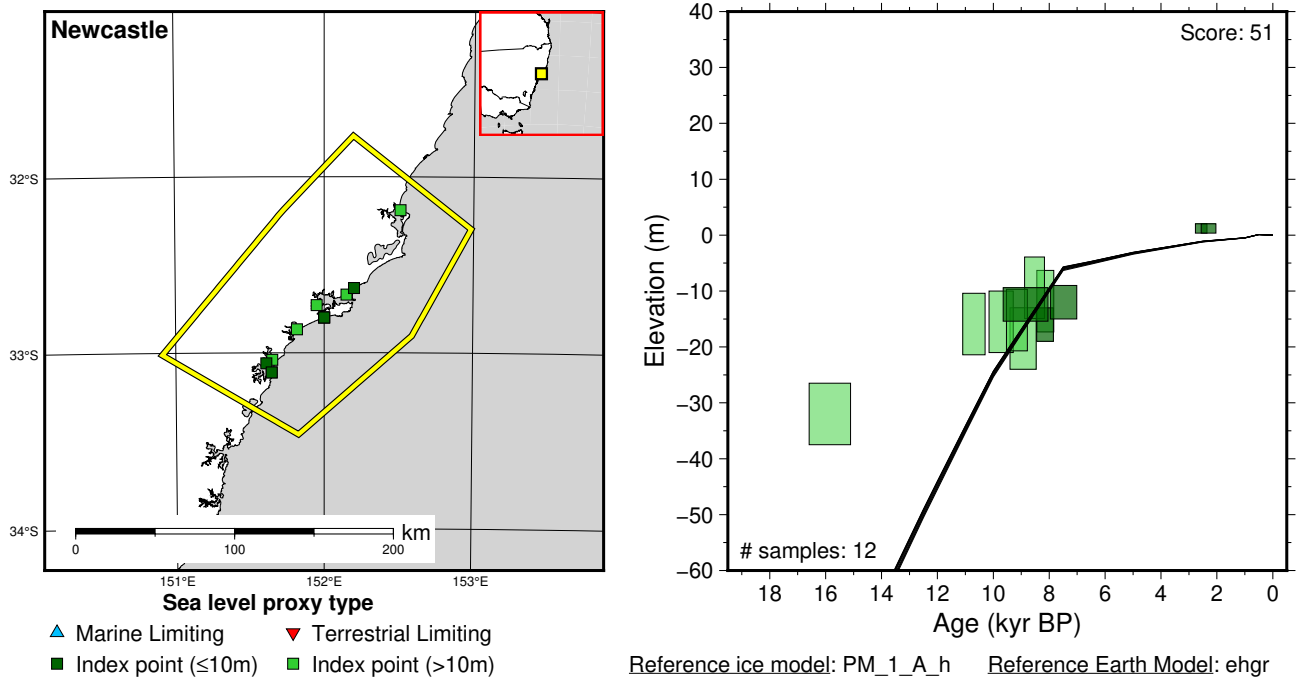 Newcastle
32°S
33°S
34°S
151°E
152°E
153°E
km
0
100
200
Sea level proxy type
Marine Limiting
Terrestrial Limiting
Index point (≤10m)
Index point (>10m)
Score: 51
40
30
20
10
0
−10
−20
−30
−40
−50
−60
Elevation (m)
# samples: 12
18 16 14 12 10 8 6 4 2 0
Age (kyr BP)
Reference ice model: PM_1_A_h Reference Earth Model: ehgr